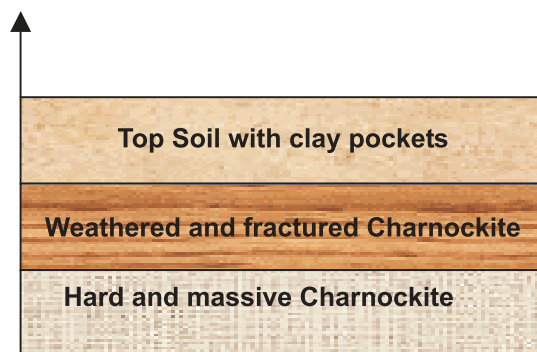 Top Soil with clay pockets
Weathered and fractured Charnockite
Hard and massive Charnockite